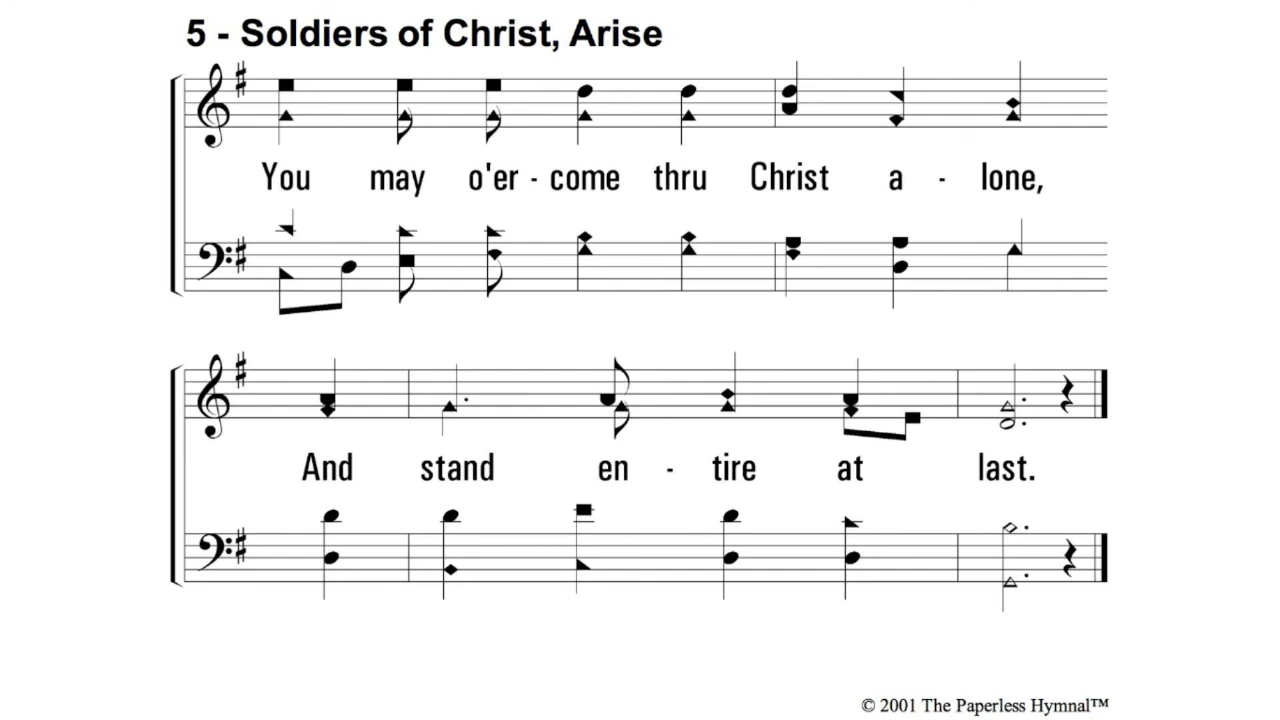 5 - Soldiers of Christ, Arise
You may o'er - come thru Christ a - lone,
And stand en - tire at last.
© 2001 The Paperless Hymnal™